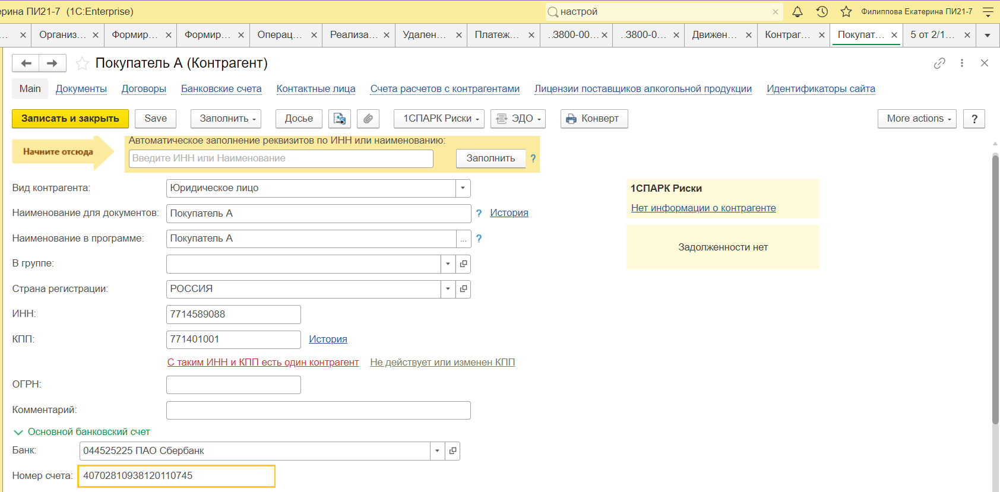 ерина ПИ21-7 (1C:Enterprise)
настрой
Филиппова Екатерина ПИ21-7
... Организ... Формир... Формир... Операц... Реализа... Удален... Платеж... ..3800-00... ..3800-0... Движен... Контраг... Покупат... 5 от 2/1...
Покупатель А (Контрагент)
Main Документы Договоры Банковские счета Контактные лица Счета расчетов с контрагентами Лицензии поставщиков алкогольной продукции Идентификаторы сайта
Записать и закрыть Save Заполнить Досье 1СПАРК Риски ЭДО Конверт More actions ?
Начните отсюда
Автоматическое заполнение реквизитов по ИНН или наименованию:
Введите ИНН или Наименование Заполнить ?
Вид контрагента: Юридическое лицо
Наименование для документов: Покупатель А ? История
Наименование в программе: Покупатель А ... ?
В группе:
Страна регистрации: РОССИЯ
ИНН: 7714589088
КПП: 771401001 История
С таким ИНН и КПП есть один контрагент Не действует или изменен КПП
ОГРН:
Комментарий:
Основной банковский счет
Банк: 044525225 ПАО Сбербанк
Номер счета: 40702810938120110745
1СПАРК Риски
Нет информации о контрагенте
Задолженности нет